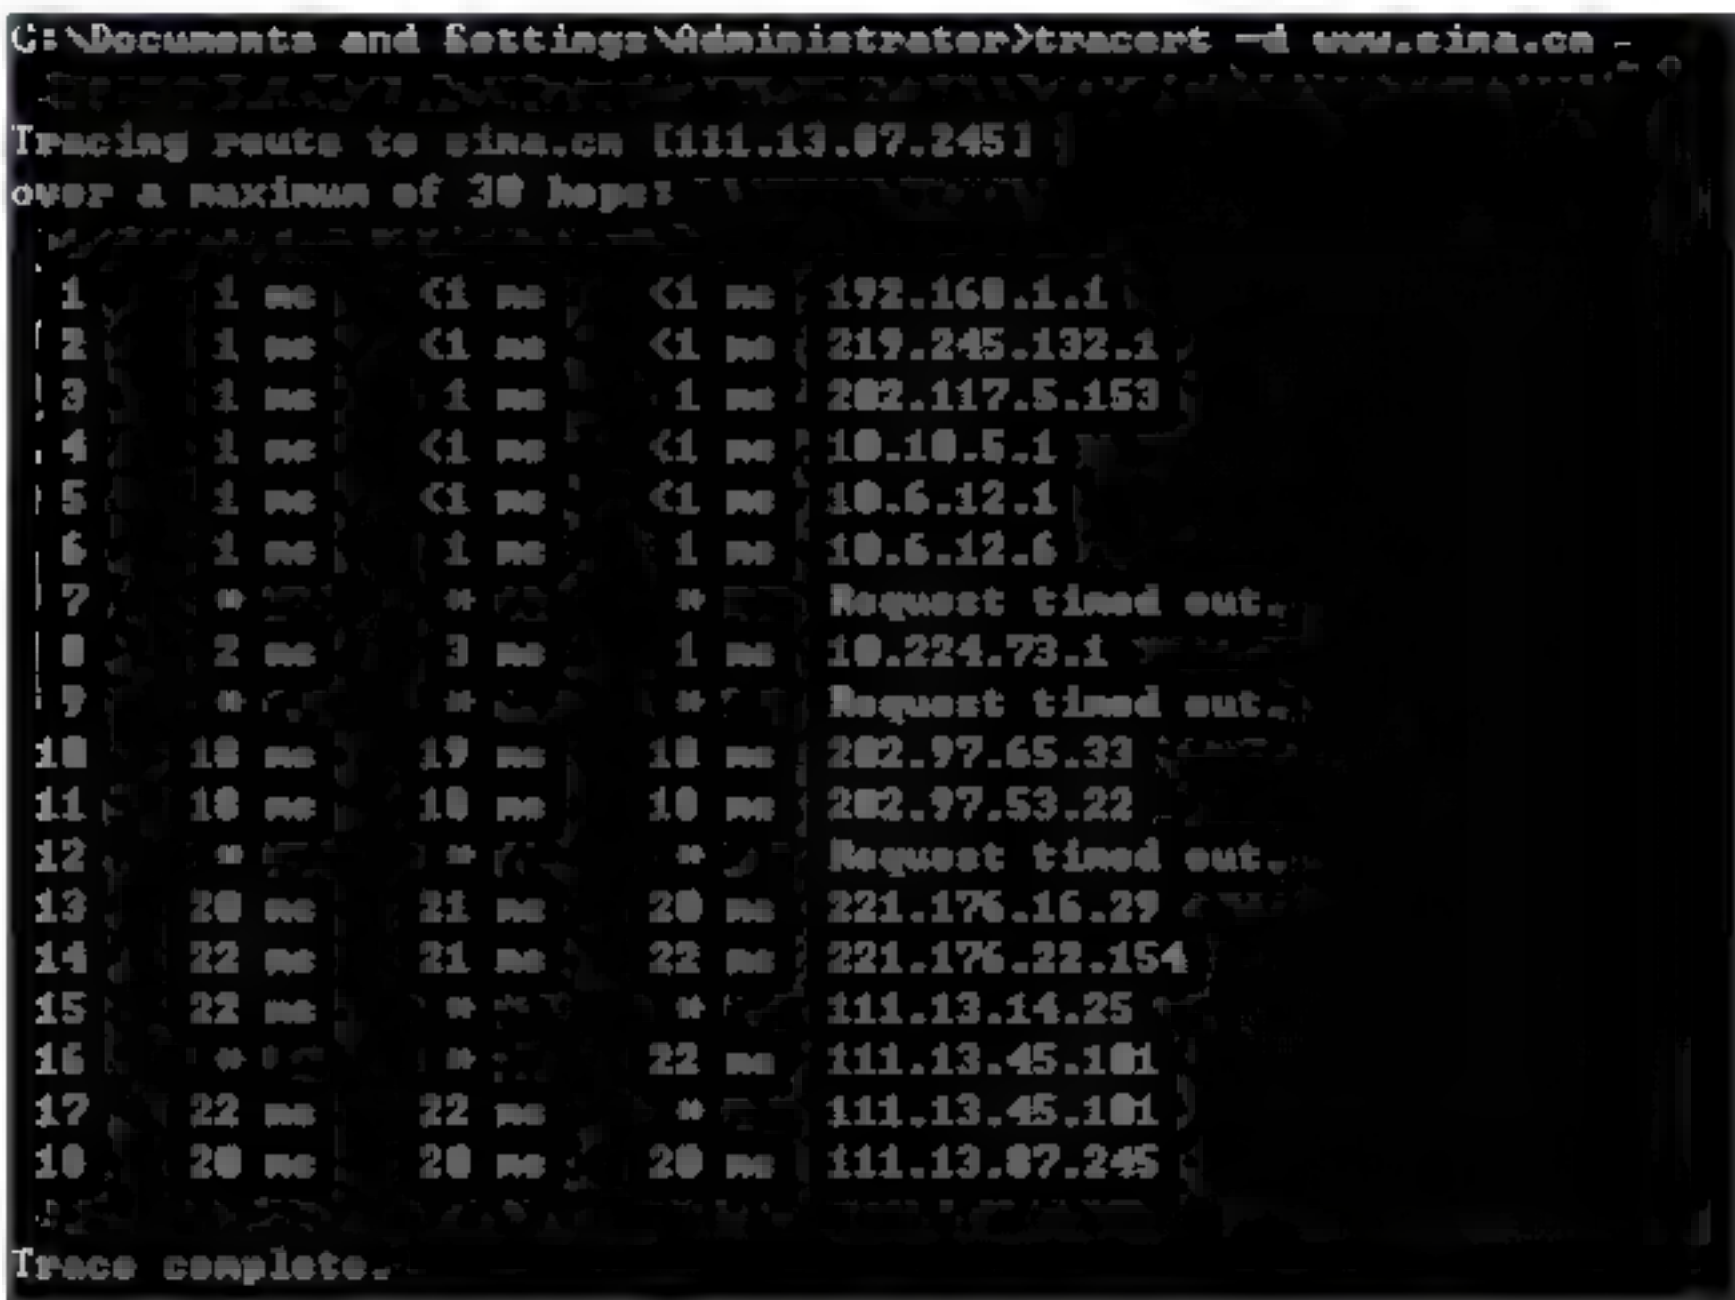 C:\Documents and Settings\Administrator>tracert -d www.sina.cn
Tracing route to sina.cn [111.13.87.245]
over a maximum of 30 hops:
1 1 ms <1 ms <1 ms 192.168.1.1
2 1 ms <1 ms <1 ms 219.245.132.1
3 1 ms 1 ms 1 ms 202.117.5.153
4 1 ms <1 ms <1 ms 10.10.5.1
5 1 ms <1 ms <1 ms 10.6.12.1
6 1 ms 1 ms 1 ms 10.6.12.6
7 * * * Request timed out.
8 2 ms 3 ms 1 ms 10.224.73.1
9 * * * Request timed out.
10 18 ms 19 ms 18 ms 202.97.65.33
11 18 ms 18 ms 18 ms 202.97.53.22
12 * * * Request timed out.
13 20 ms 21 ms 20 ms 221.176.16.29
14 22 ms 21 ms 22 ms 221.176.22.154
15 22 ms * * 111.13.14.25
16 * * 22 ms 111.13.45.101
17 22 ms 22 ms * 111.13.45.101
18 20 ms 20 ms 20 ms 111.13.87.245
Trace complete.